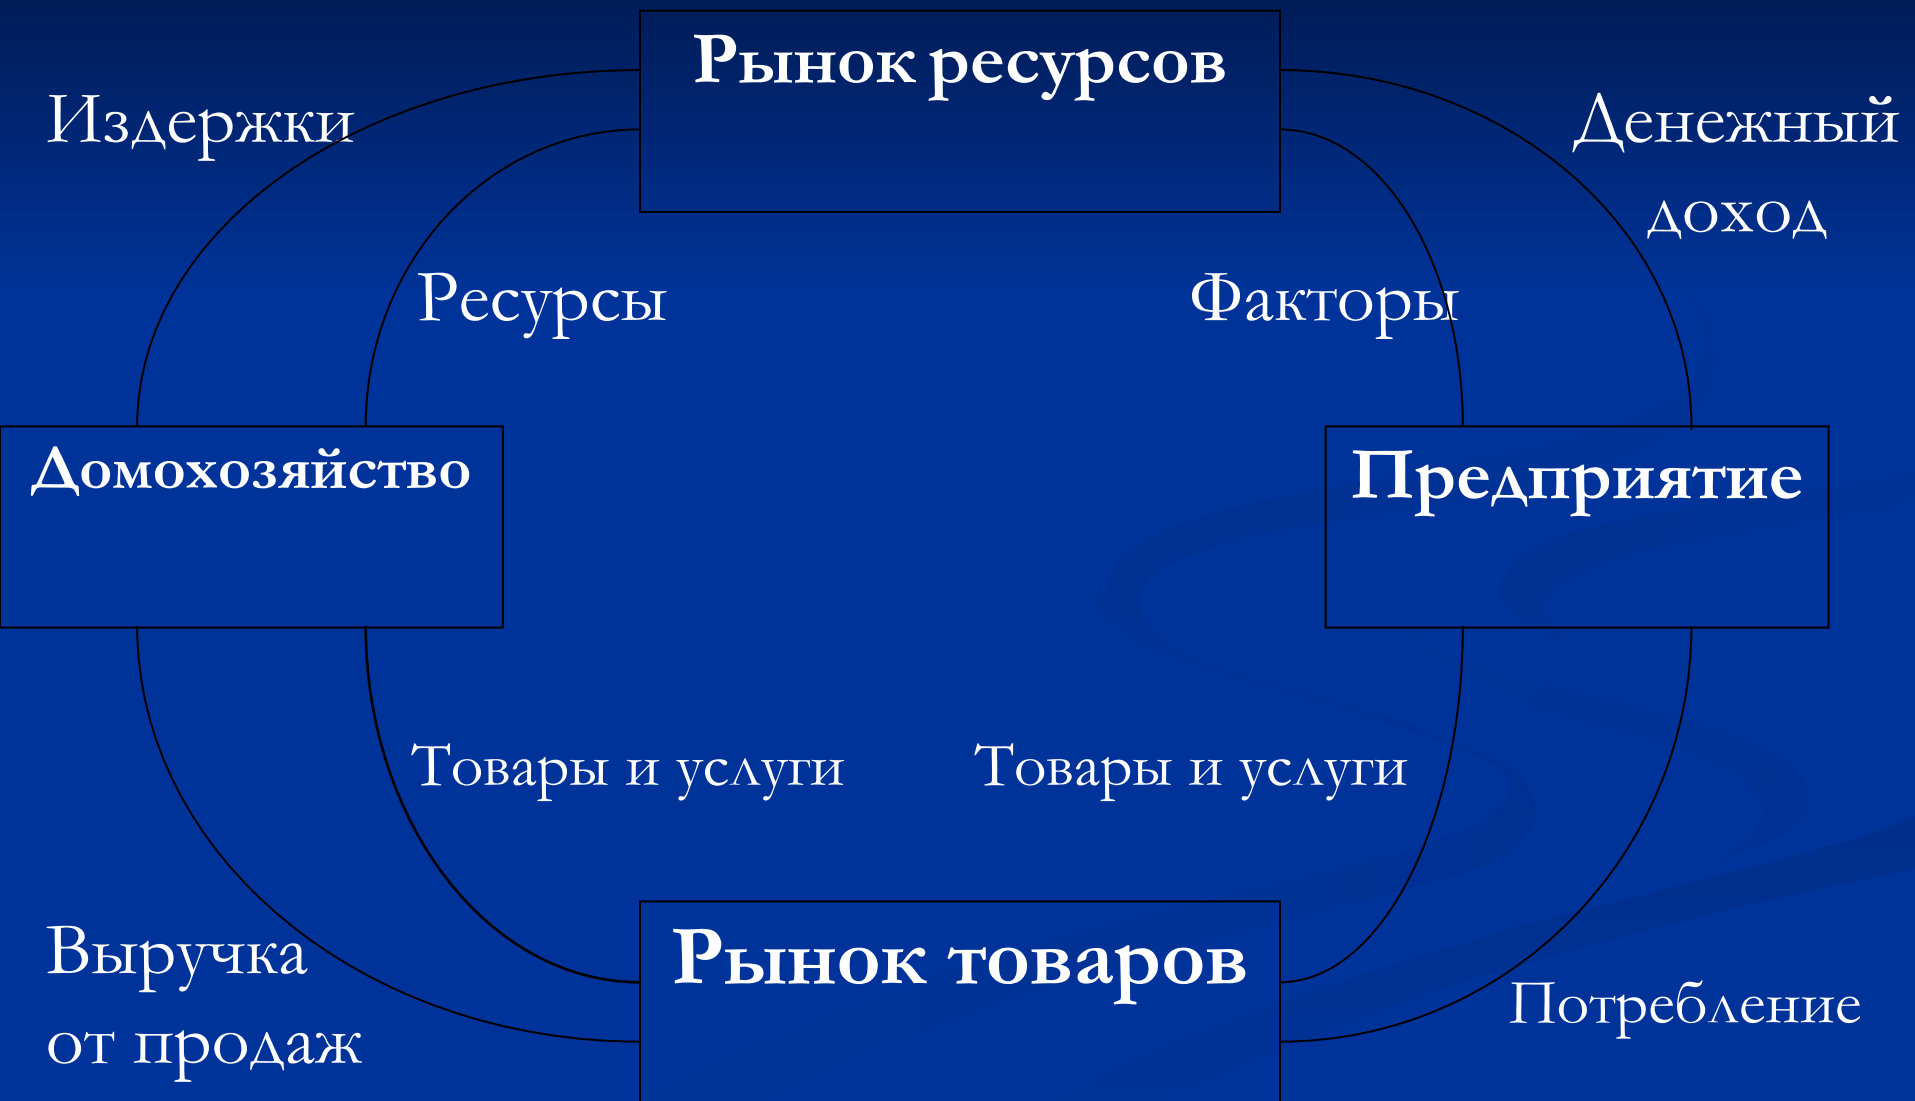 Рынок ресурсов
Издержки
Денежный
доход
Ресурсы
Факторы
Домохозяйство
Предприятие
Товары и услуги
Товары и услуги
Выручка
от продаж
Рынок товаров
Потребление